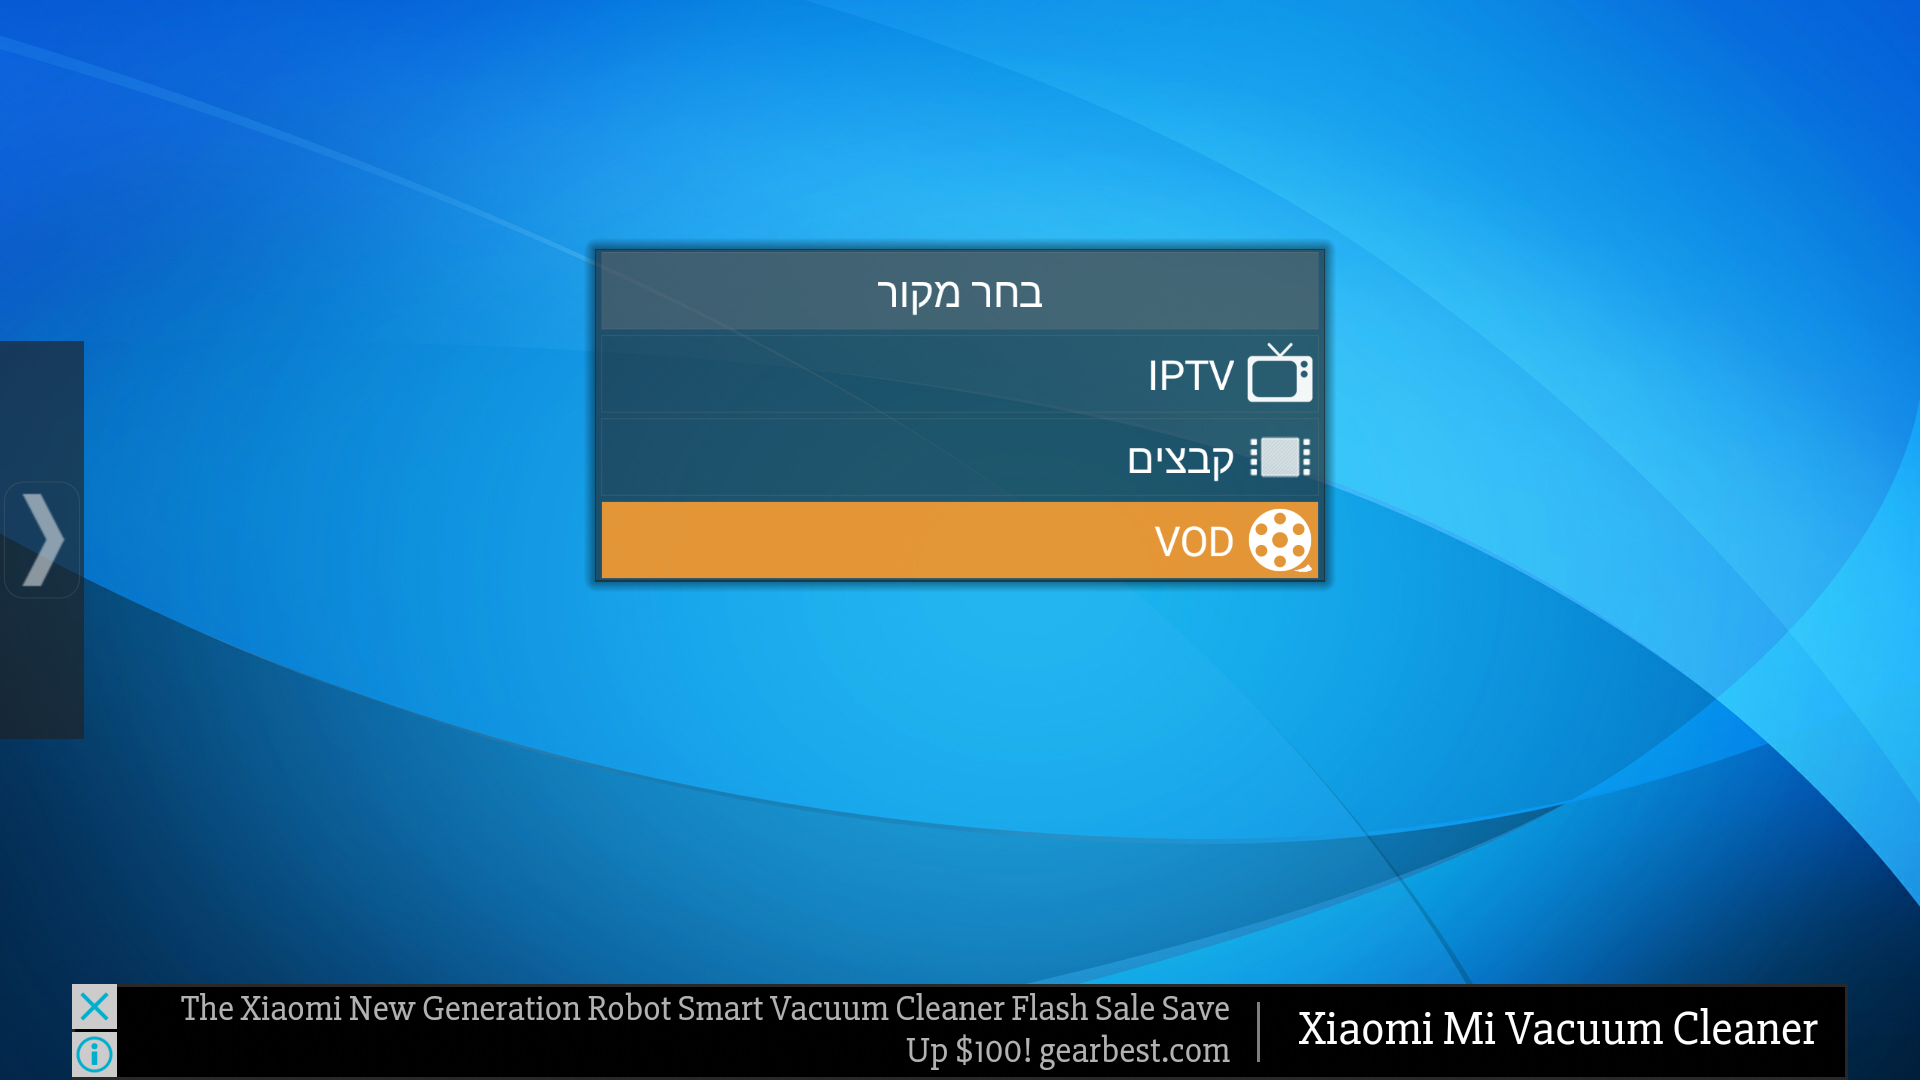 בחר מקור
IPTV
קבצים
VOD
The Xiaomi New Generation Robot Smart Vacuum Cleaner Flash Sale Save
Up $100! gearbest.com
Xiaomi Mi Vacuum Cleaner